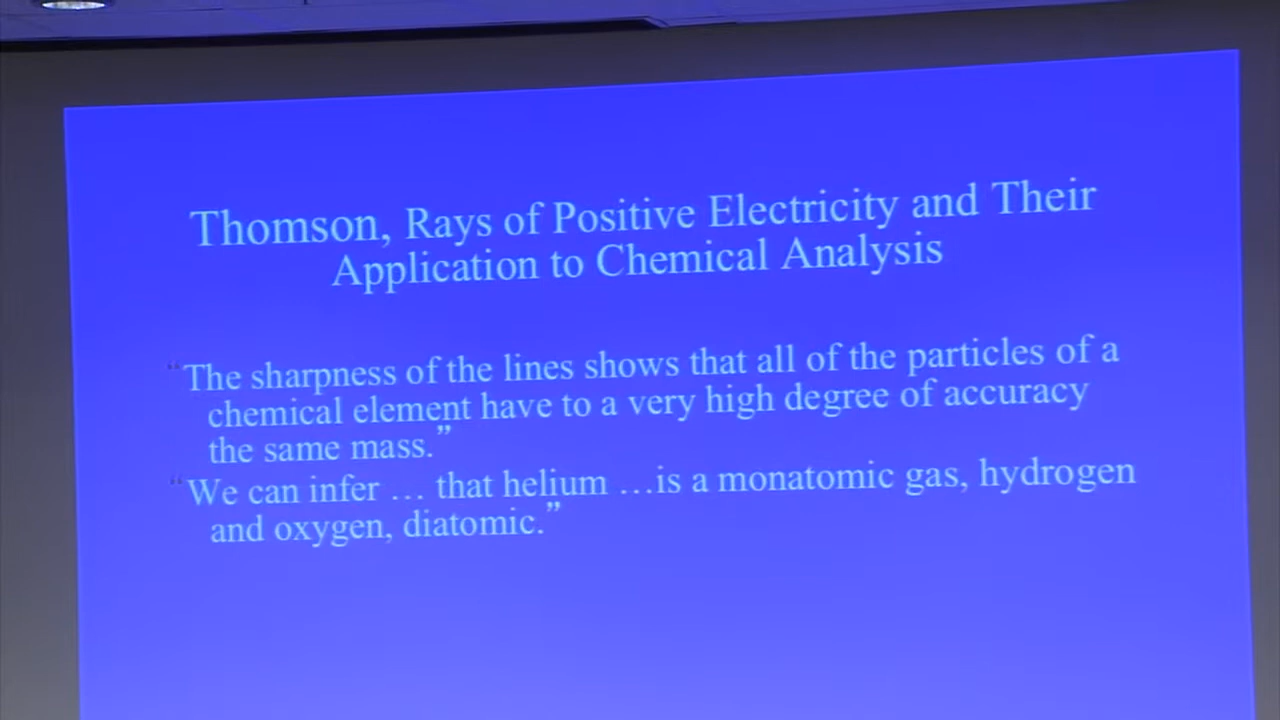 Thomson, Rays of Positive Electricity and Their
Application to Chemical Analysis
“The sharpness of the lines shows that all of the particles of a
chemical element have to a very high degree of accuracy
the same mass.”
“We can infer … that helium …is a monatomic gas, hydrogen
and oxygen, diatomic.”